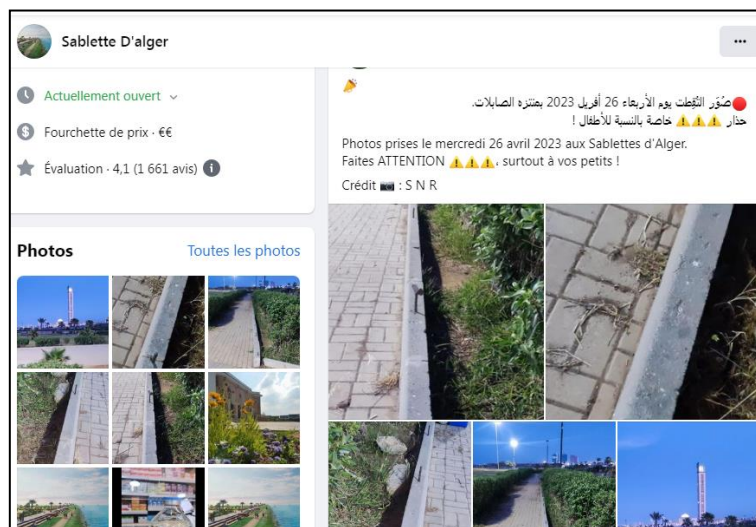 Sablette D'alger
...
Actuellement ouvert
Fourchette de prix · €€
Évaluation · 4,1 (1 661 avis)
Photos
Toutes les photos
🎉
🔴صُوَر التُقِطت يوم الأربعاء 26 أفريل 2023 بمنتزه الصابلات.
حذار ⚠️⚠️⚠️ خاصة بالنسبة للأطفال !
Photos prises le mercredi 26 avril 2023 aux Sablettes d'Alger.
Faites ATTENTION ⚠️⚠️⚠️، surtout à vos petits !
Crédit 📷 : S N R